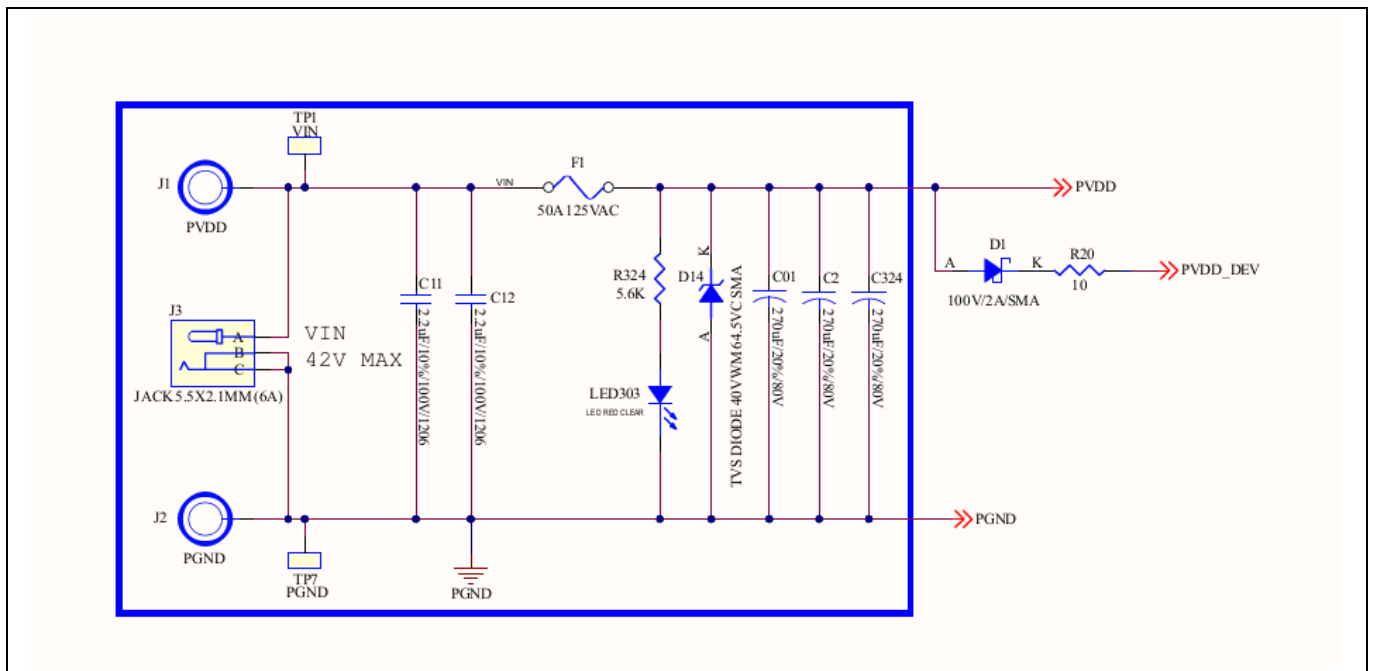 TP1
VIN
J1
PVDD
VIN
F1
50A 125VAC
PVDD
D1
A
K
R20
10
PVDD_DEV
100V/2A/SMA
K
R324
5.6K
D14
A
TVS DIODE 40VWM 64.5VC SMA
C01
270uF/20%/80V
C2
270uF/20%/80V
C324
270uF/20%/80V
C11
2.2uF/10%/100V/1206
C12
2.2uF/10%/100V/1206
J3
A
B
C
VIN
42V MAX
JACK 5.5X2.1MM (6A)
LED303
LED RED CLEAR
J2
PGND
PGND
TP7
PGND
PGND